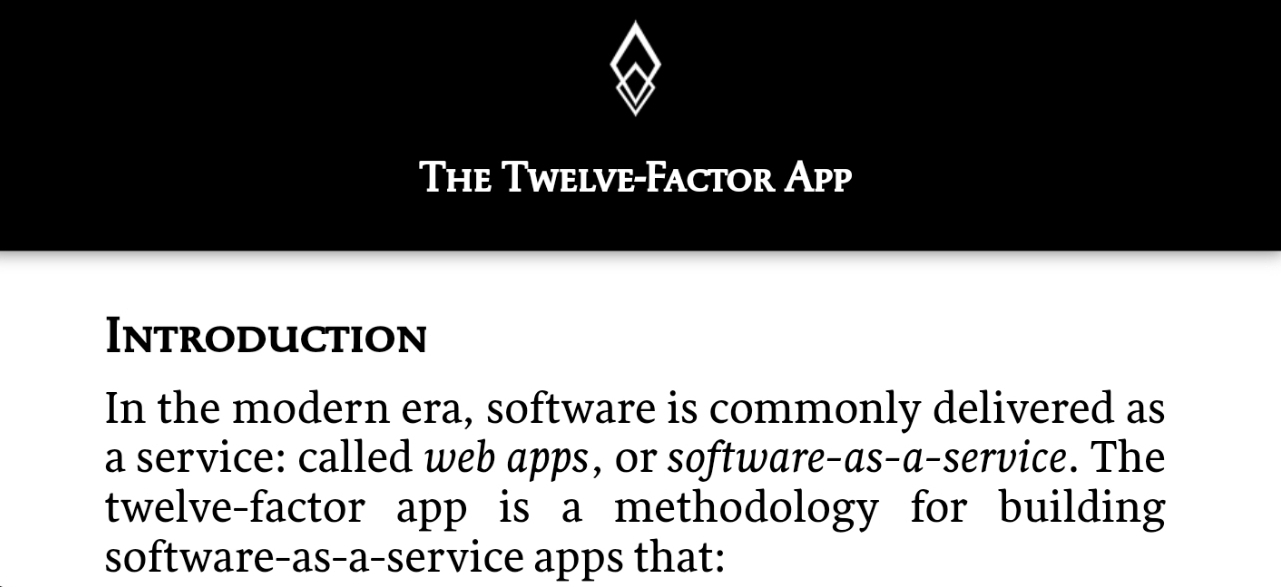 The Twelve-Factor App
Introduction
In the modern era, software is commonly delivered as
a service: called web apps, or software-as-a-service. The
twelve-factor app is a methodology for building
software-as-a-service apps that: